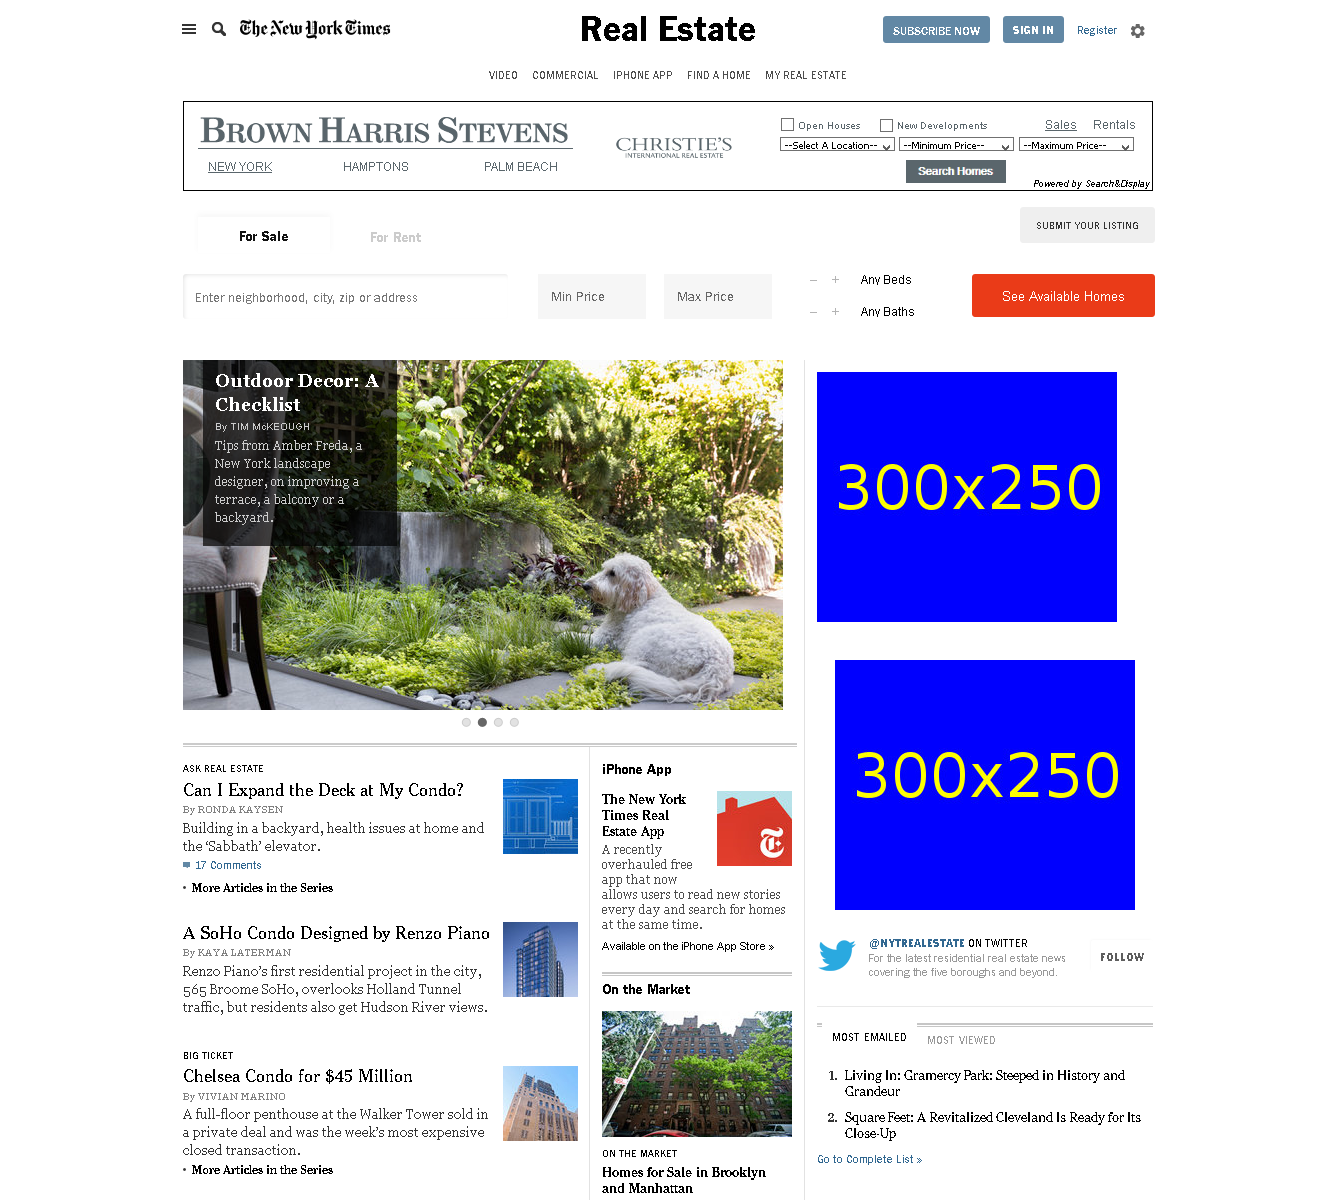 The New York Times
Real Estate
SUBSCRIBE NOW
SIGN IN
Register
VIDEO COMMERCIAL IPHONE APP FIND A HOME MY REAL ESTATE
BROWN HARRIS STEVENS
NEW YORK HAMPTONS PALM BEACH
CHRISTIE'S
INTERNATIONAL REAL ESTATE
Open Houses New Developments Sales Rentals
--Select A Location-- --Minimum Price-- --Maximum Price--
Search Homes
Powered by Search&Display
For Sale
For Rent
SUBMIT YOUR LISTING
Enter neighborhood, city, zip or address
Min Price
Max Price
– + Any Beds
– + Any Baths
See Available Homes
Outdoor Decor: A
Checklist
By TIM McKEOUGH
Tips from Amber Freda, a
New York landscape
designer, on improving a
terrace, a balcony or a
backyard.
300x250
300x250
ASK REAL ESTATE
Can I Expand the Deck at My Condo?
By RONDA KAYSEN
Building in a backyard, health issues at home and
the ‘Sabbath’ elevator.
17 Comments
• More Articles in the Series
A SoHo Condo Designed by Renzo Piano
By KAYA LATERMAN
Renzo Piano’s first residential project in the city,
565 Broome SoHo, overlooks Holland Tunnel
traffic, but residents also get Hudson River views.
BIG TICKET
Chelsea Condo for $45 Million
By VIVIAN MARINO
A full-floor penthouse at the Walker Tower sold in
a private deal and was the week’s most expensive
closed transaction.
• More Articles in the Series
iPhone App
The New York
Times Real
Estate App
A recently
overhauled free
app that now
allows users to read new stories
every day and search for homes
at the same time.
Available on the iPhone App Store »
On the Market
ON THE MARKET
Homes for Sale in Brooklyn
and Manhattan
@NYTREALESTATE ON TWITTER
For the latest residential real estate news
covering the five boroughs and beyond.
FOLLOW
MOST EMAILED
MOST VIEWED
1. Living In: Gramercy Park: Steeped in History and
Grandeur
2. Square Feet: A Revitalized Cleveland Is Ready for Its
Close-Up
Go to Complete List »